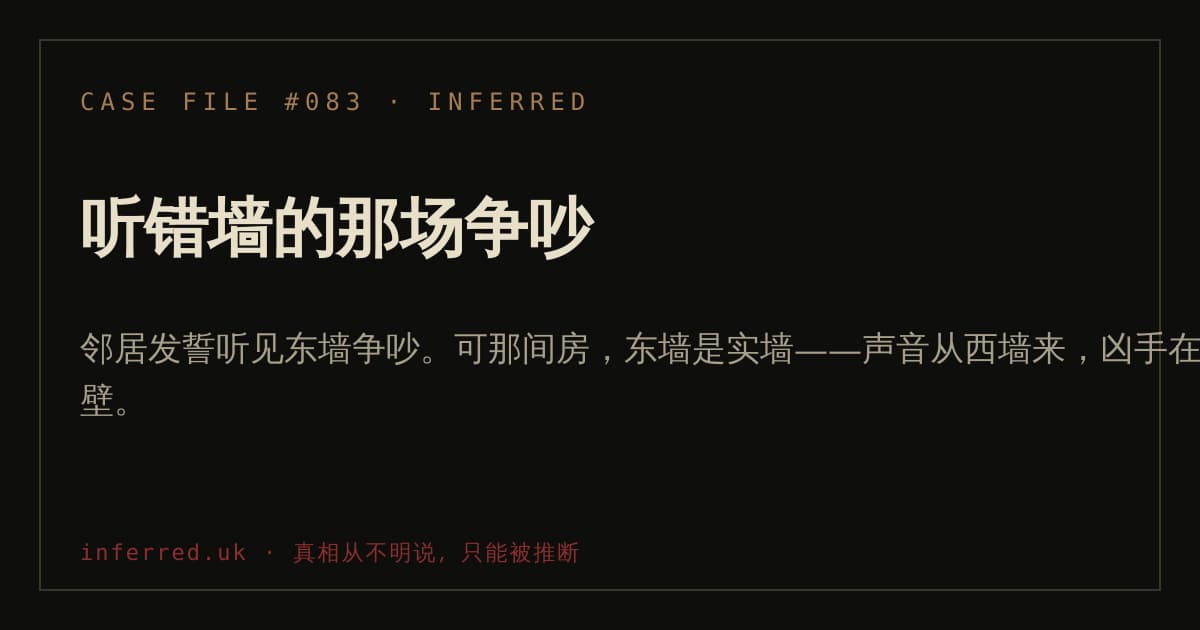 CASE FILE #083 · INFERRED
听错墙的那场争吵
邻居发誓听见东墙争吵。可那间房，东墙是实墙——声音从西墙来，凶手在
壁。
inferred.uk · 真相从不明说，只能被推断